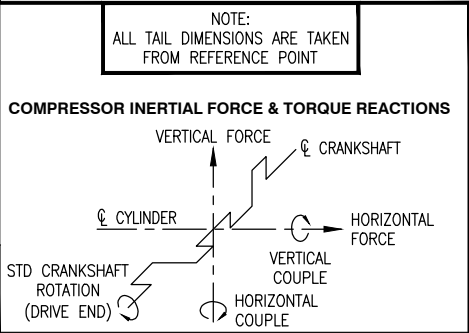 NOTE:
ALL TAIL DIMENSIONS ARE TAKEN
FROM REFERENCE POINT
COMPRESSOR INERTIAL FORCE & TORQUE REACTIONS
VERTICAL FORCE
℄ CRANKSHAFT
℄ CYLINDER
HORIZONTAL
FORCE
VERTICAL
COUPLE
STD CRANKSHAFT
ROTATION
(DRIVE END)
HORIZONTAL
COUPLE